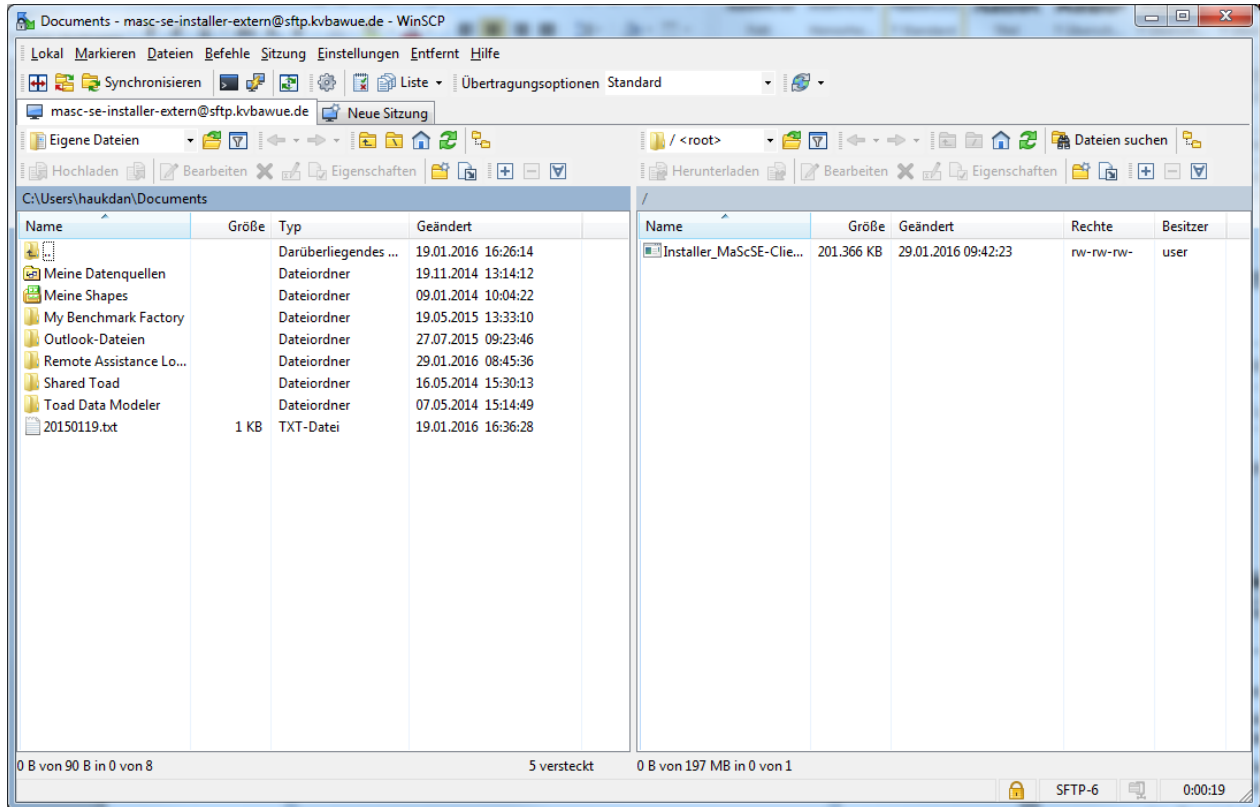 Documents - masc-se-installer-extern@sftp.kvbawue.de - WinSCP
Lokal Markieren Dateien Befehle Sitzung Einstellungen Entfernt Hilfe
Synchronisieren Liste Übertragungsoptionen Standard
masc-se-installer-extern@sftp.kvbawue.de Neue Sitzung
Eigene Dateien / <root> Dateien suchen
Hochladen Bearbeiten Eigenschaften Herunterladen Bearbeiten Eigenschaften
C:\Users\haukdan\Documents /
Name Größe Typ Geändert Name Größe Geändert Rechte Besitzer
.. Darüberliegendes ... 19.01.2016 16:26:14 Installer_MaScSE-Clie... 201.366 KB 29.01.2016 09:42:23 rw-rw-rw- user
Meine Datenquellen Dateiordner 19.11.2014 13:14:12
Meine Shapes Dateiordner 09.01.2014 10:04:22
My Benchmark Factory Dateiordner 19.05.2015 13:33:10
Outlook-Dateien Dateiordner 27.07.2015 09:23:46
Remote Assistance Lo... Dateiordner 29.01.2016 08:45:36
Shared Toad Dateiordner 16.05.2014 15:30:13
Toad Data Modeler Dateiordner 07.05.2014 15:14:49
20150119.txt 1 KB TXT-Datei 19.01.2016 16:36:28
0 B von 90 B in 0 von 8 5 versteckt 0 B von 197 MB in 0 von 1
SFTP-6 0:00:19